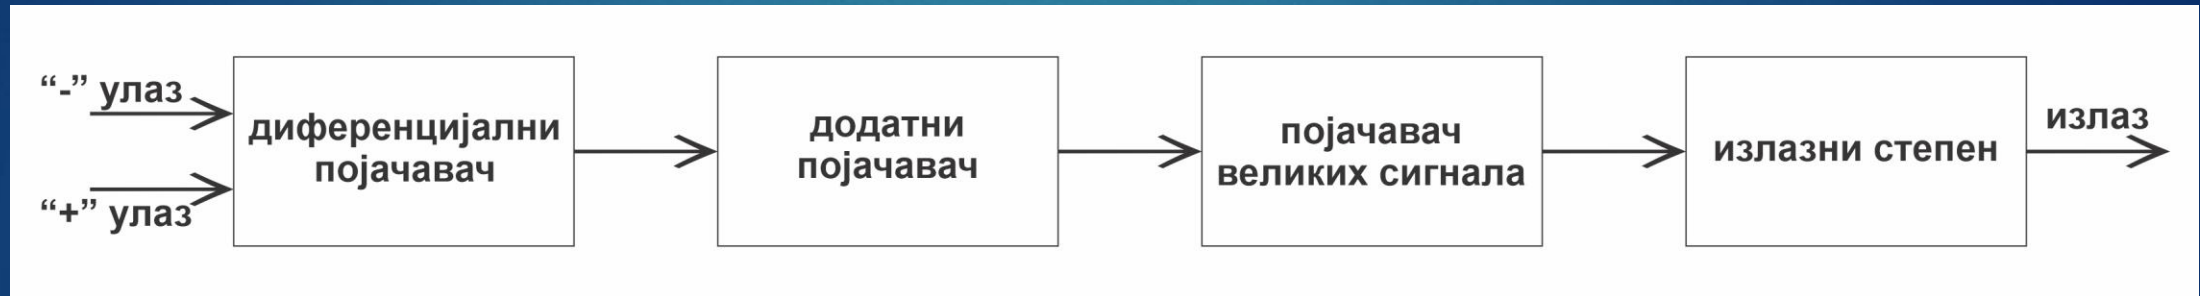 “-” улаз
“+” улаз
диференцијални
појачавач
додатни
појачавач
појачавач
великих сигнала
излазни степен
излаз